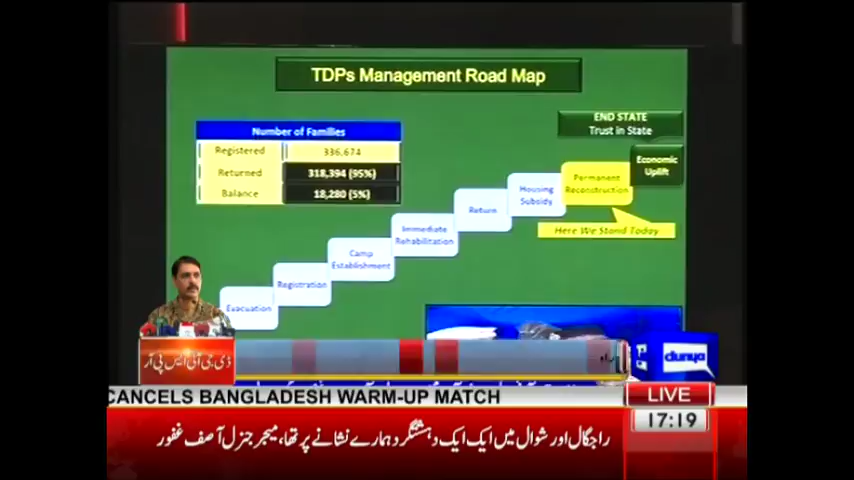 TDPs Management Road Map
Number of Families
Registered 336,674
Returned 318,394 (95%)
Balance 18,280 (5%)
END STATE
Trust in State
Economic
Uplift
Permanent
Reconstruction
Housing
Subsidy
Return
Here We Stand Today
Immediate
Rehabilitation
Camp
Establishment
Registration
Evacuation
ڈی جی آئی ایس پی آر
راہ
dunya
CANCELS BANGLADESH WARM-UP MATCH
LIVE
17:19
راجگال اور شوال میں ایک ایک دہشتگرد ہمارے نشانے پر تھا، میجر جنرل آصف غفور